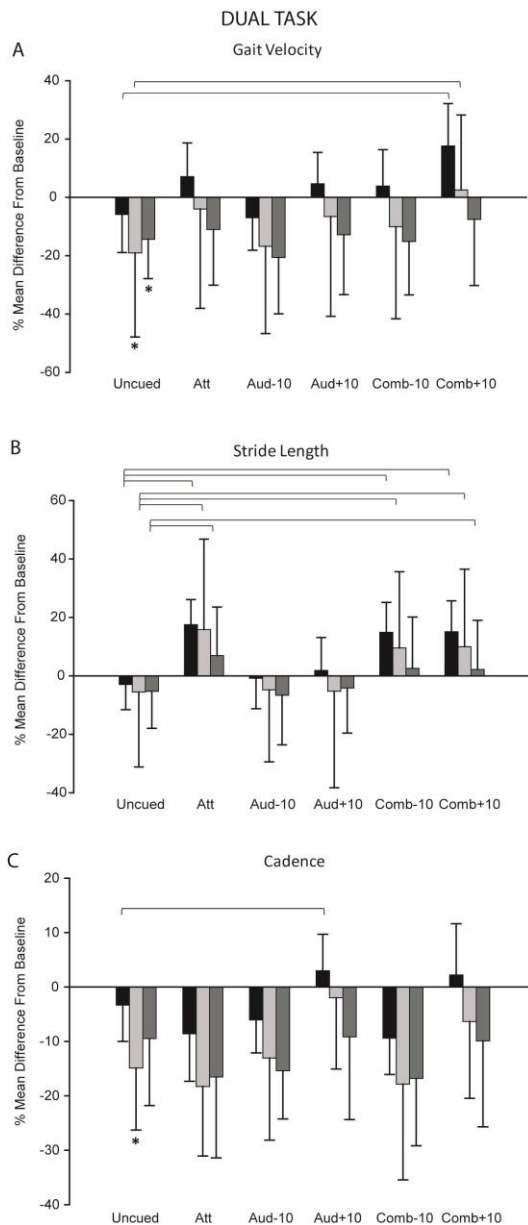 DUAL TASK
A
Gait Velocity
% Mean Difference From Baseline
40
20
0
-20
-40
-60
*
*
Uncued Att Aud-10 Aud+10 Comb-10 Comb+10
B
Stride Length
% Mean Difference From Baseline
60
40
20
0
-20
-40
Uncued Att Aud-10 Aud+10 Comb-10 Comb+10
C
Cadence
% Mean Difference From Baseline
20
10
0
-10
-20
-30
-40
*
Uncued Att Aud-10 Aud+10 Comb-10 Comb+10